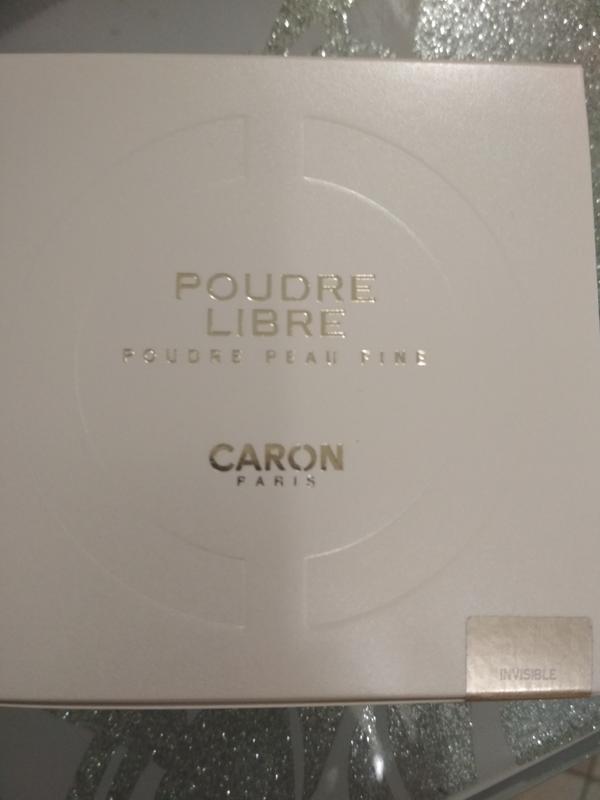 POUDRE
LIBRE
POUDRE PEAU FINE
CARON
PARIS
INVISIBLE